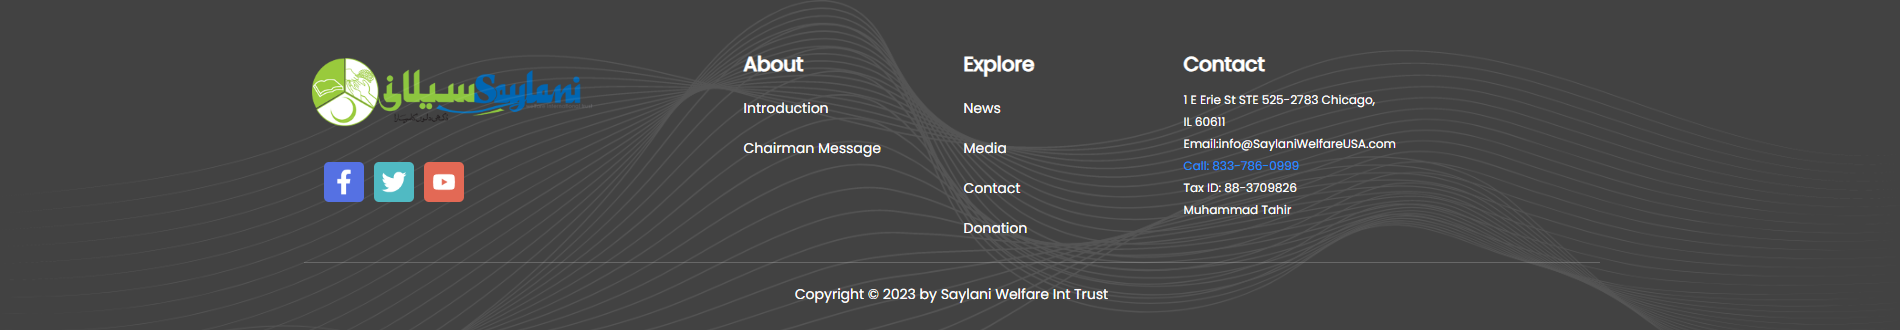 سیلانی Saylani
About
Introduction
Chairman Message
Explore
News
Media
Contact
Donation
Contact
1 E Erie St STE 525-2783 Chicago,
IL 60611
Email:info@SaylaniWelfareUSA.com
Call: 833-786-0999
Tax ID: 88-3709826
Muhammad Tahir
Copyright © 2023 by Saylani Welfare Int Trust